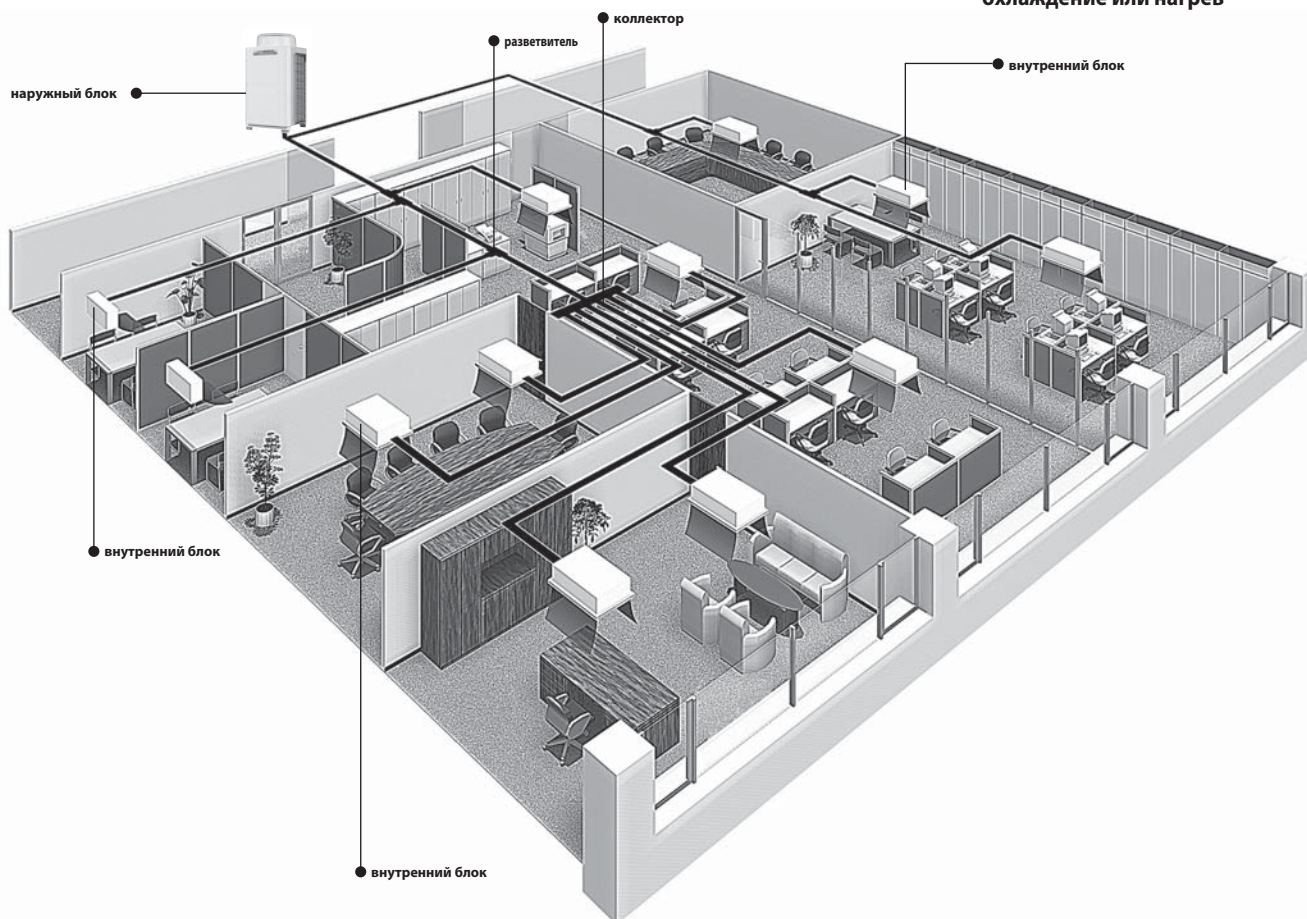 охлаждение или нагрев
коллектор
разветвитель
внутренний блок
наружный блок
внутренний блок
внутренний блок